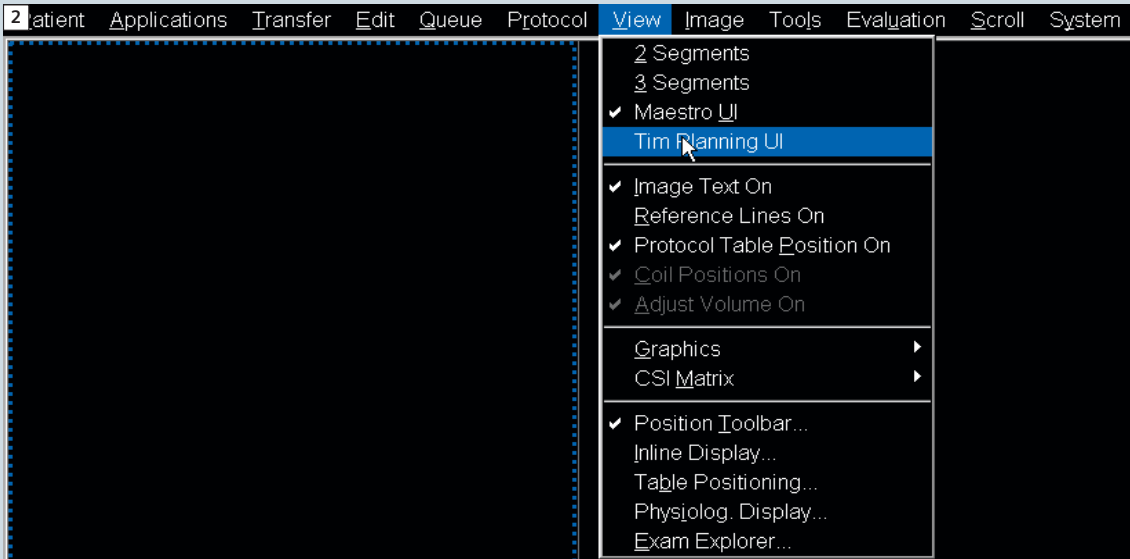 2 atient Applications Transfer Edit Queue Protocol View Image Tools Evaluation Scroll System
2 Segments
3 Segments
Maestro UI
Tim Planning UI
Image Text On
Reference Lines On
Protocol Table Position On
Coil Positions On
Adjust Volume On
Graphics
CSI Matrix
Position Toolbar...
Inline Display...
Table Positioning...
Physiolog. Display...
Exam Explorer...